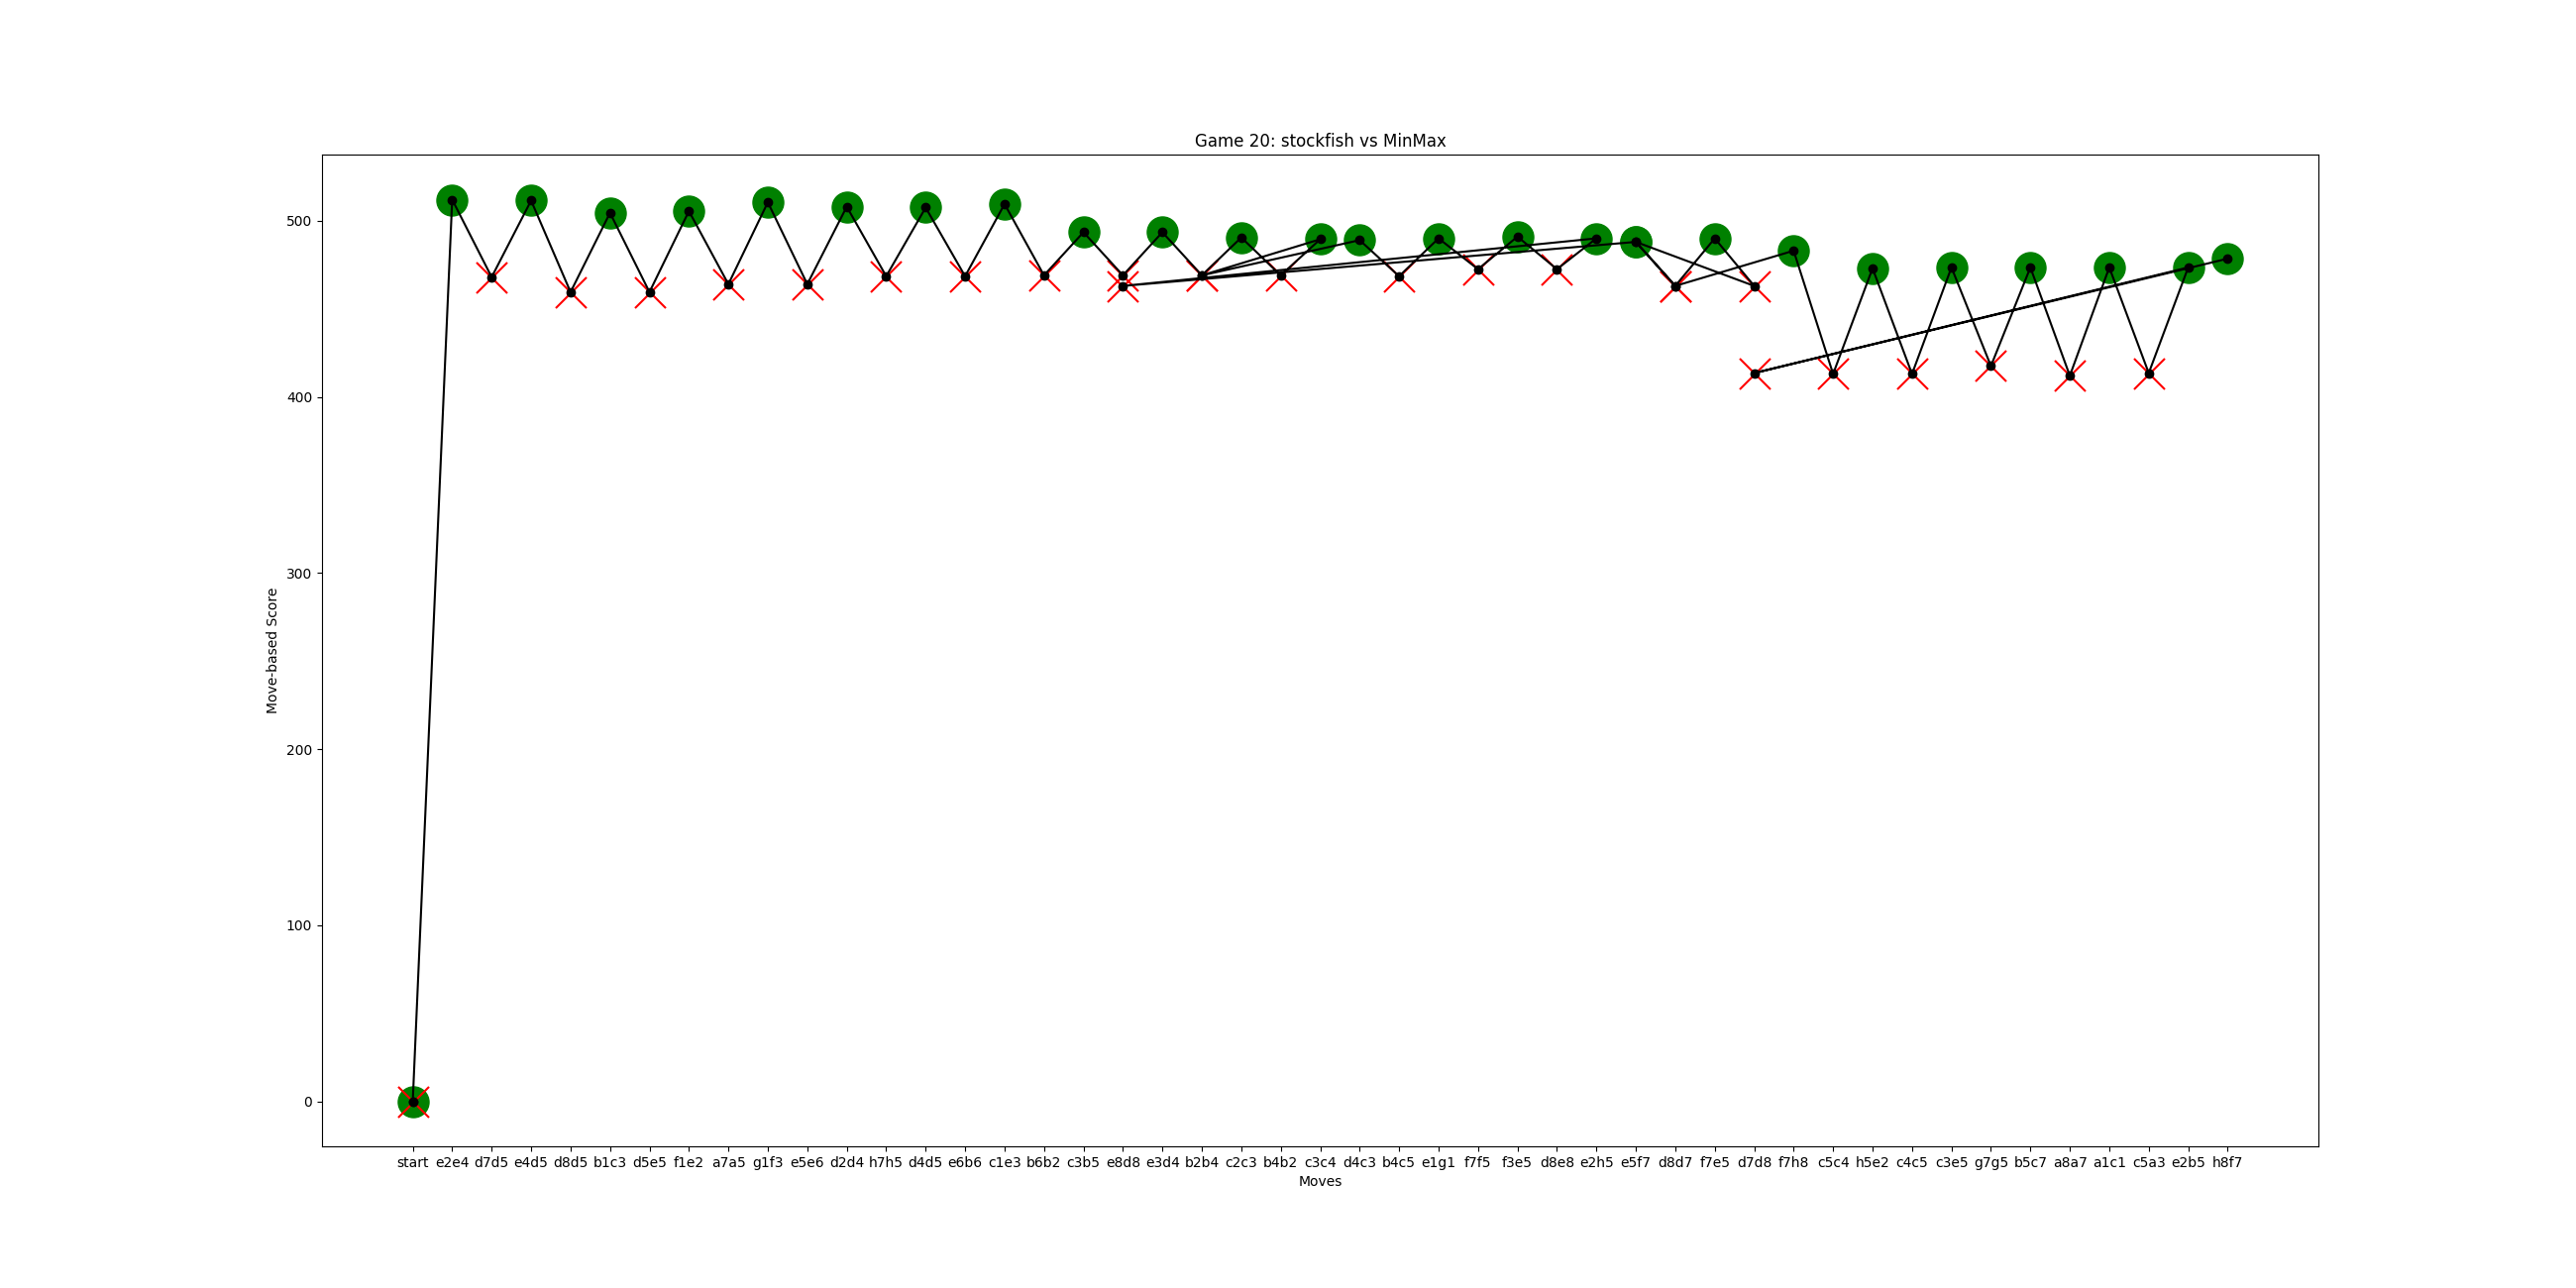 Game 20: stockfish vs MinMax
Move-based Score
500
400
300
200
100
0
start e2e4 d7d5 e4d5 d8d5 b1c3 d5e5 f1e2 a7a5 g1f3 e5e6 d2d4 h7h5 d4d5 e6b6 c1e3 b6b2 c3b5 e8d8 e3d4 b2b4 c2c3 b4b2 c3c4 d4c3 b4c5 e1g1 f7f5 f3e5 d8e8 e2h5 e5f7 d8d7 f7e5 d7d8 f7h8 c5c4 h5e2 c4c5 c3e5 g7g5 b5c7 a8a7 a1c1 c5a3 e2b5 h8f7
Moves